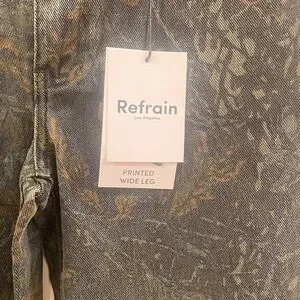 Refrain
Los Angeles
PRINTED
WIDE LEG